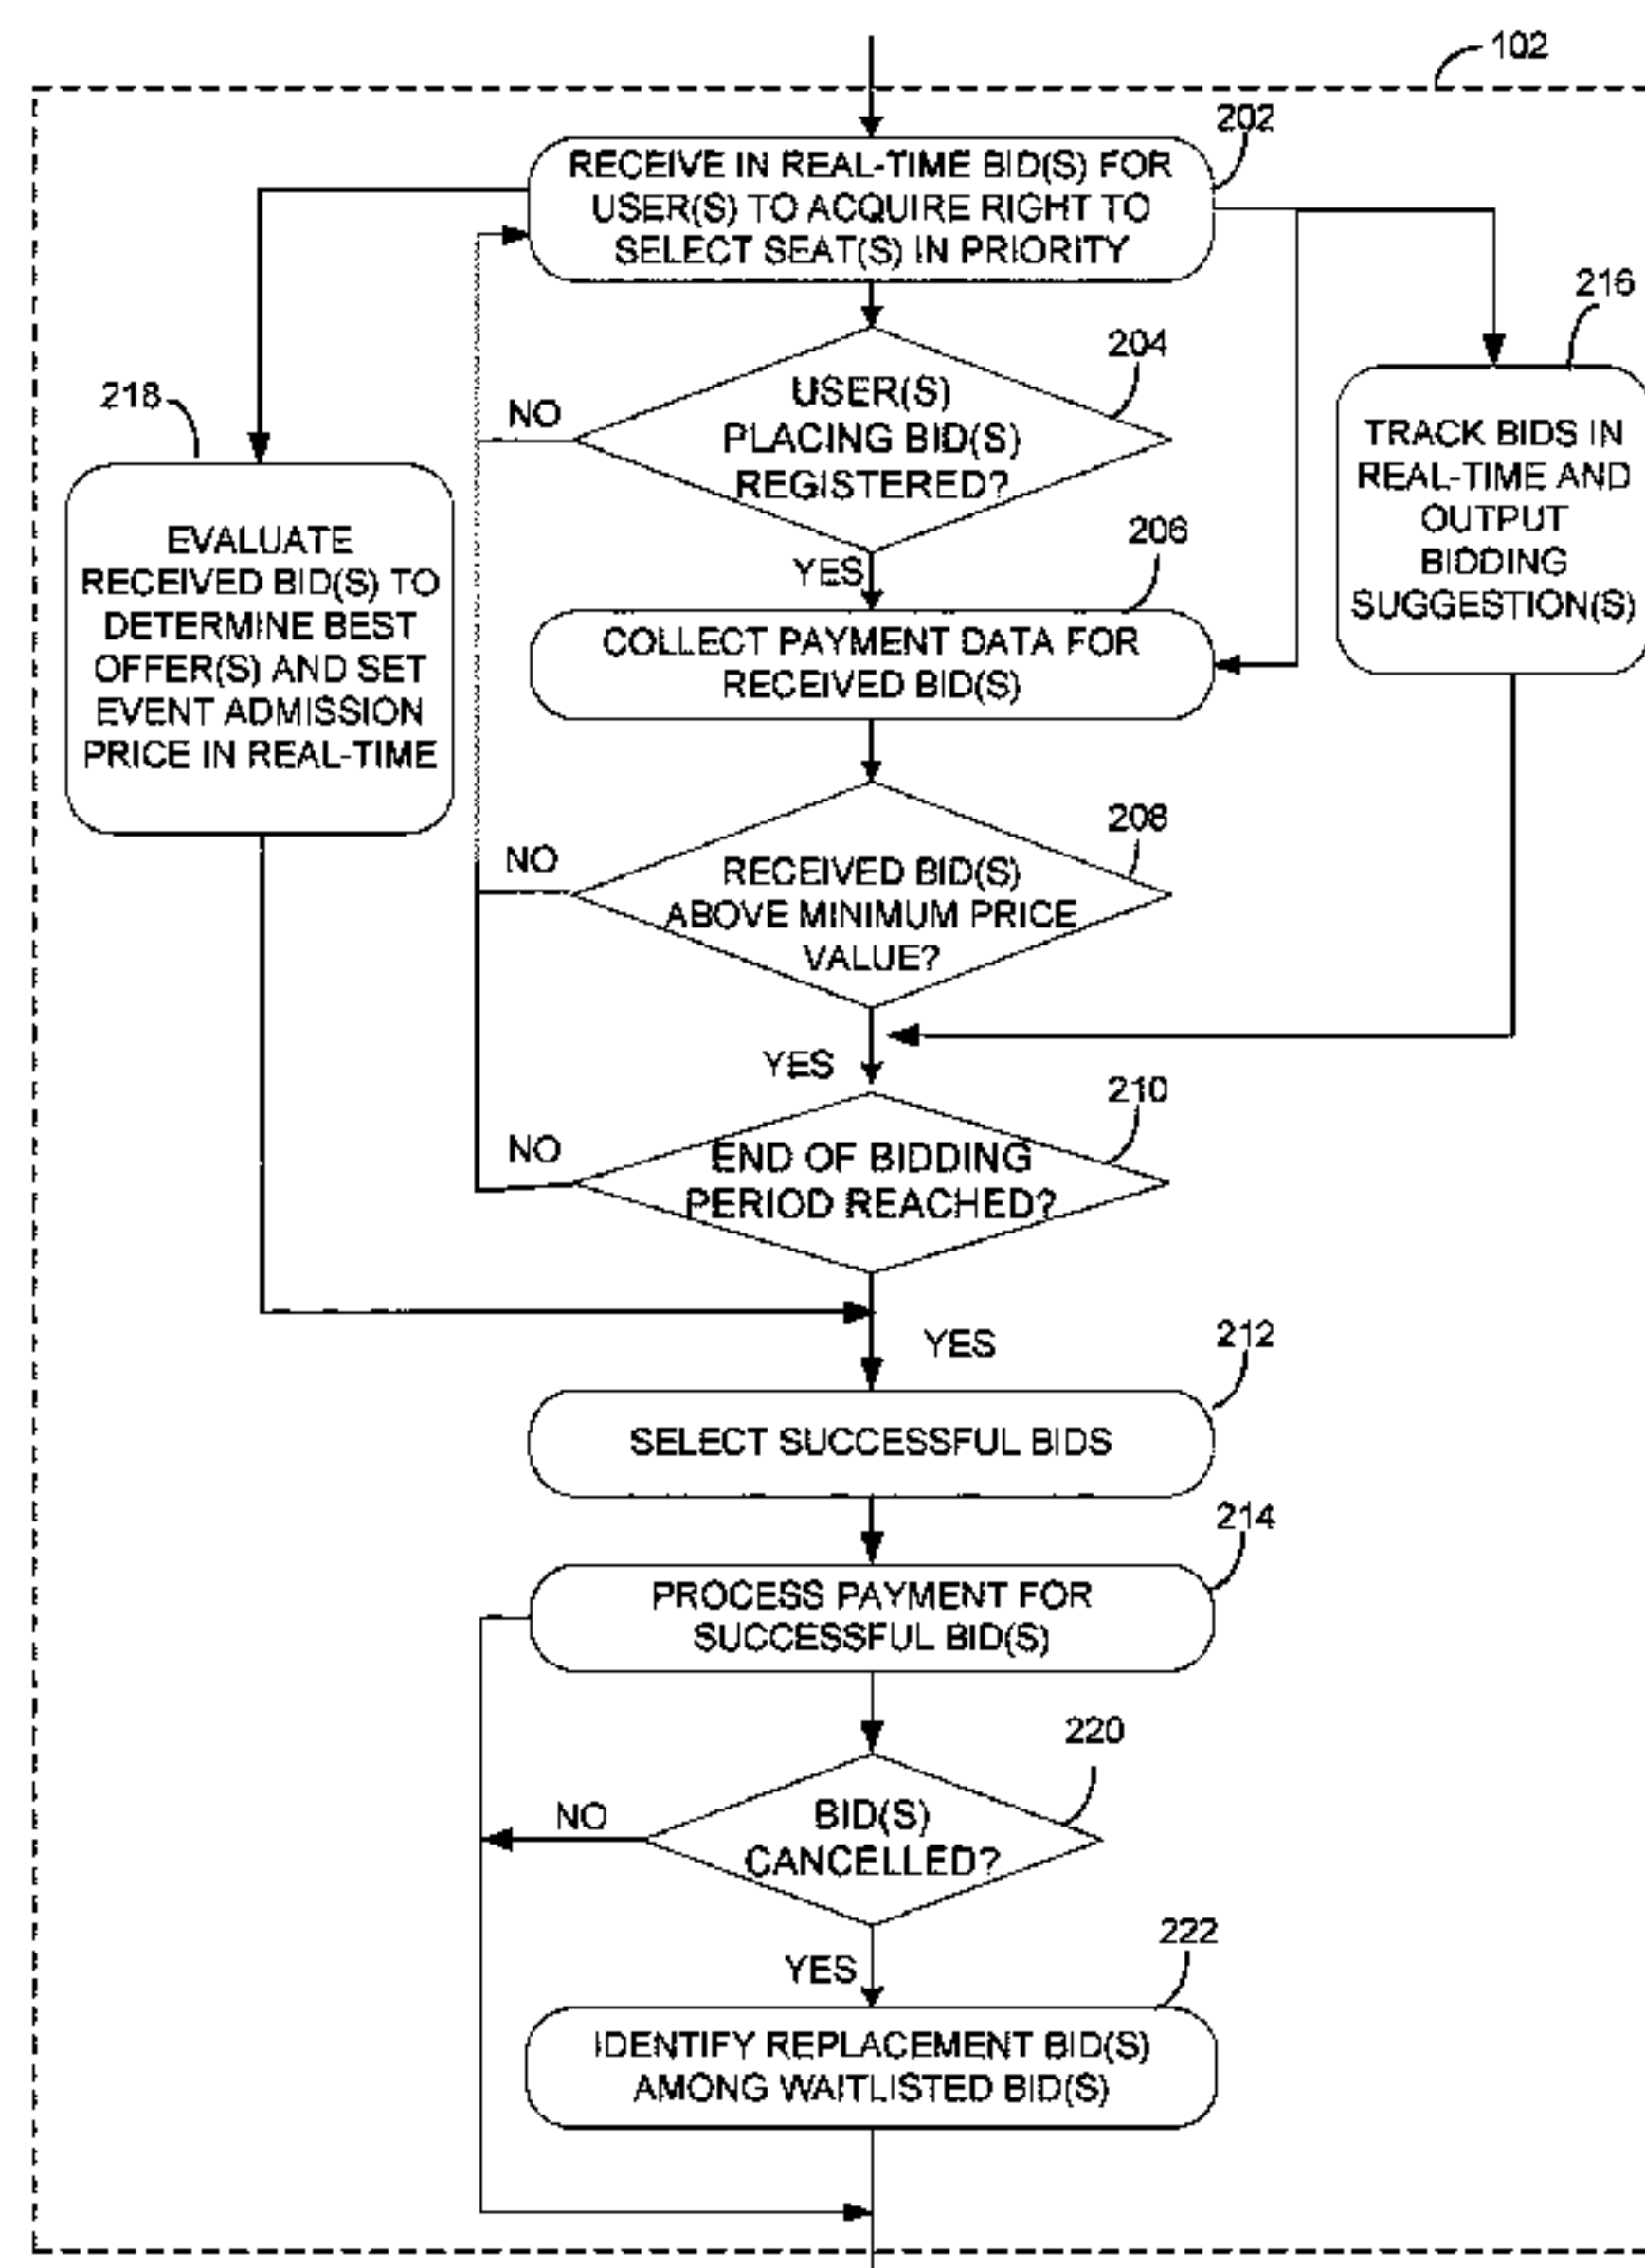 102
202
RECEIVE IN REAL-TIME BID(S) FOR
USER(S) TO ACQUIRE RIGHT TO
SELECT SEAT(S) IN PRIORITY
204
USER(S)
PLACING BID(S)
REGISTERED?
NO
YES
216
TRACK BIDS IN
REAL-TIME AND
OUTPUT
BIDDING
SUGGESTION(S)
218
EVALUATE
RECEIVED BID(S) TO
DETERMINE BEST
OFFER(S) AND SET
EVENT ADMISSION
PRICE IN REAL-TIME
206
COLLECT PAYMENT DATA FOR
RECEIVED BID(S)
208
RECEIVED BID(S)
ABOVE MINIMUM PRICE
VALUE?
NO
YES
210
END OF BIDDING
PERIOD REACHED?
NO
YES
212
SELECT SUCCESSFUL BIDS
214
PROCESS PAYMENT FOR
SUCCESSFUL BID(S)
220
BID(S)
CANCELLED?
NO
YES
222
IDENTIFY REPLACEMENT BID(S)
AMONG WAITLISTED BID(S)